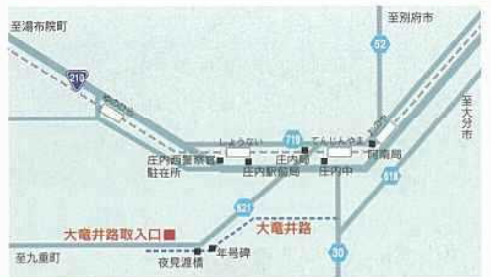 至湯布院町
至別府市
52
210
至大分市
しょうない
719
てんじんやま
庄内西警察官
駐在所
庄内駅前局
庄内局
庄内中
阿南局
618
621
大竜井路取入口
大竜井路
至九重町
夜見渡橋
年号碑
30